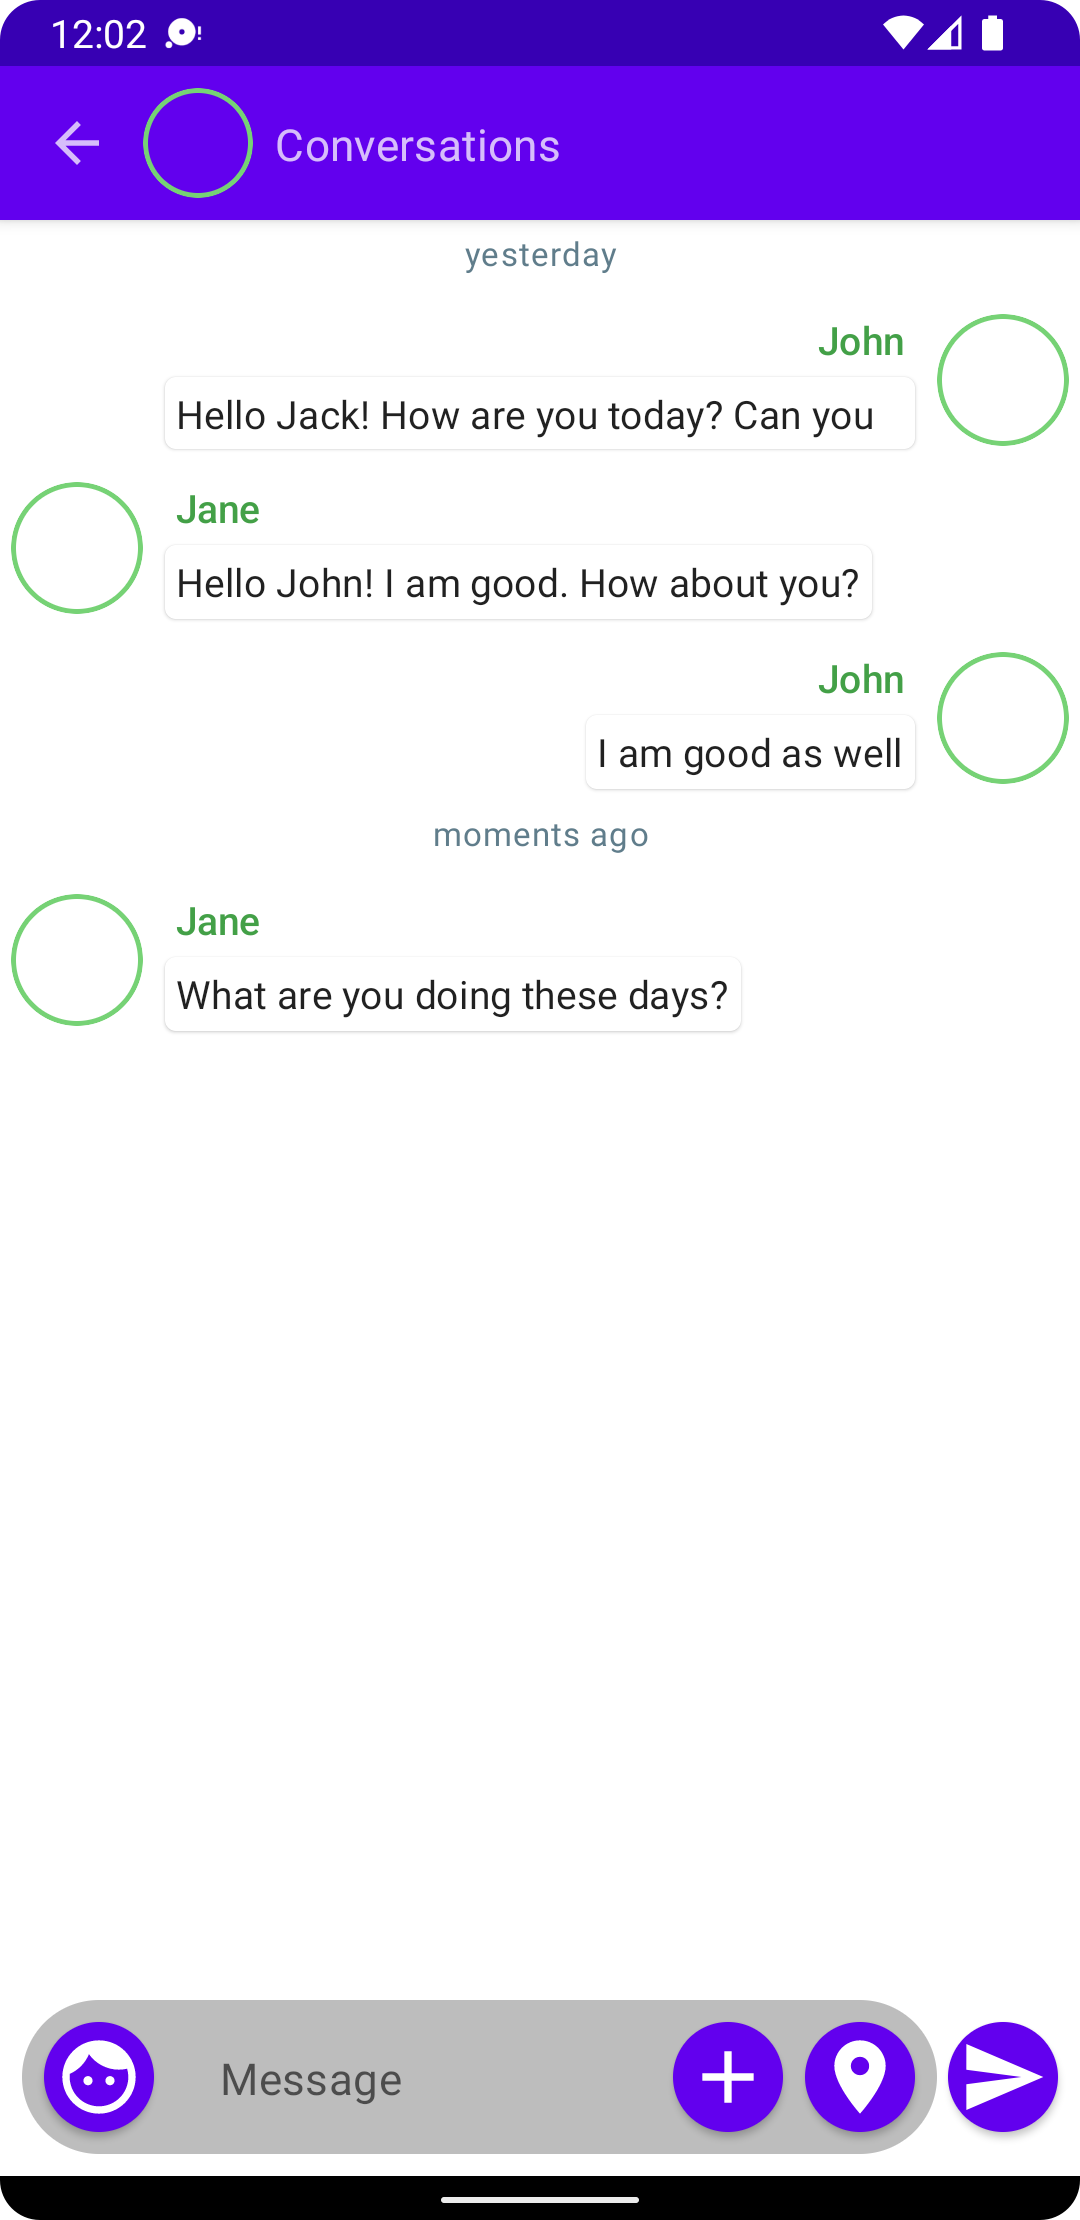 12:02
Conversations
yesterday
John
Hello Jack! How are you today? Can you
Jane
Hello John! I am good. How about you?
John
I am good as well
moments ago
Jane
What are you doing these days?
Message